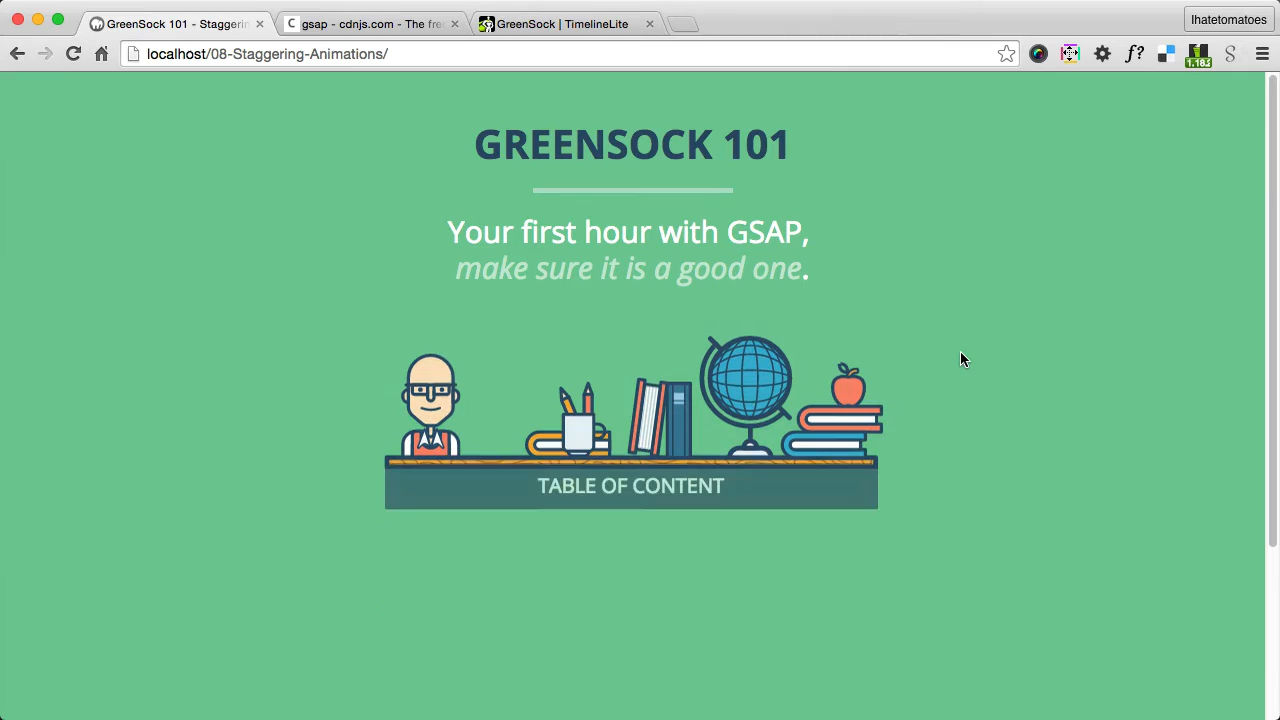 GreenSock 101 - Staggerin
gsap - cdnjs.com - The fre
GreenSock | TimelineLite
Ihatetomatoes
localhost/08-Staggering-Animations/
f?
GREENSOCK 101
Your first hour with GSAP,
make sure it is a good one.
TABLE OF CONTENT